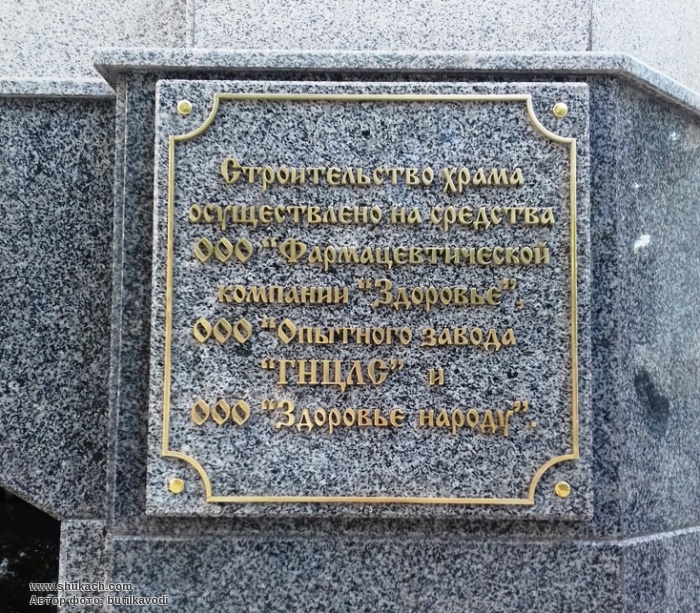 Строительство храма
осуществлено на средства
ООО "Фармацевтической
компании "Здоровье",
ООО "Опытного завода
"ГНЦЛС" и
ООО "Здоровье народу".
www.shukach.com
Автор фото: butilkavodi